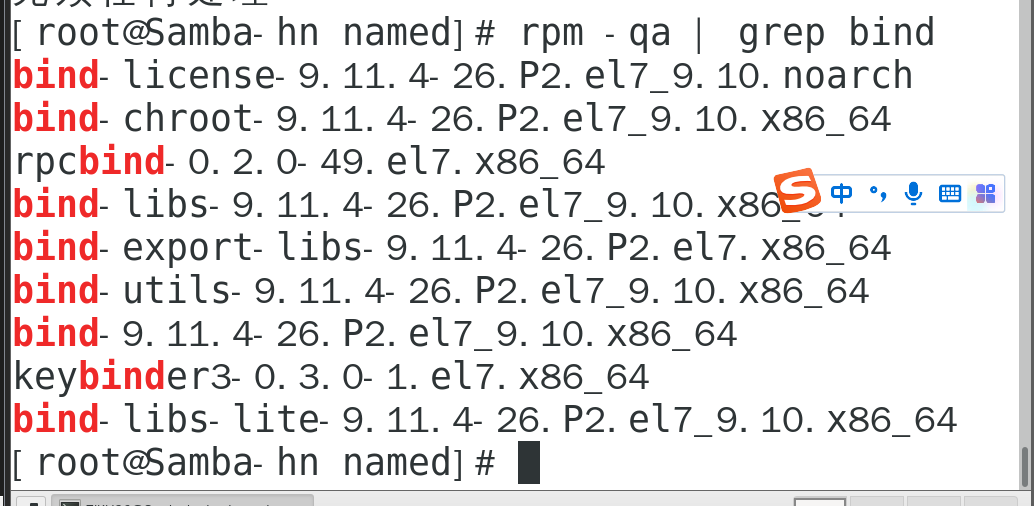 [root@Samba-hn named]# rpm -qa | grep bind
bind-license-9.11.4-26.P2.el7_9.10.noarch
bind-chroot-9.11.4-26.P2.el7_9.10.x86_64
rpcbind-0.2.0-49.el7.x86_64
bind-libs-9.11.4-26.P2.el7_9.10.x86_64
中
bind-export-libs-9.11.4-26.P2.el7.x86_64
bind-utils-9.11.4-26.P2.el7_9.10.x86_64
bind-9.11.4-26.P2.el7_9.10.x86_64
keybinder3-0.3.0-1.el7.x86_64
bind-libs-lite-9.11.4-26.P2.el7_9.10.x86_64
[root@Samba-hn named]#